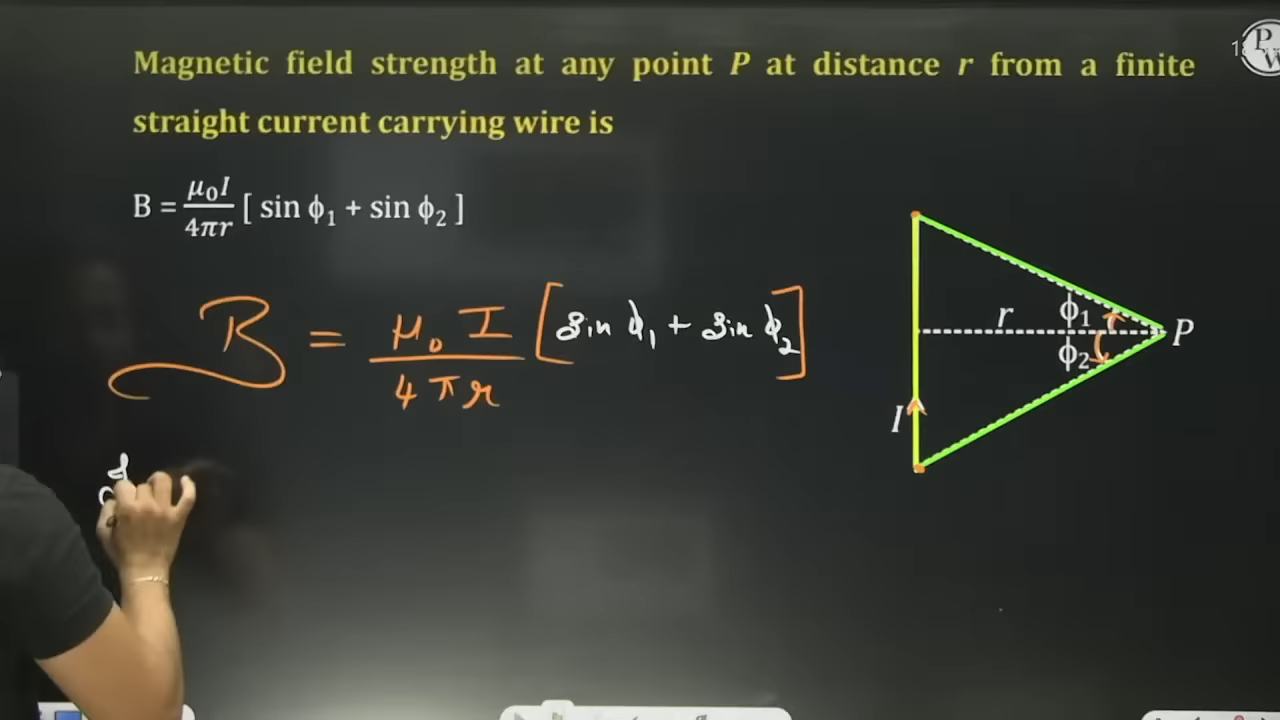 Magnetic field strength at any point P at distance r from a finite
straight current carrying wire is
B = μ₀I / 4πr [ sin ϕ₁ + sin ϕ₂ ]
B = μ₀ I / 4πr [sin ϕ₁ + sin ϕ₂]
r
ϕ₁
ϕ₂
P
I
P
W